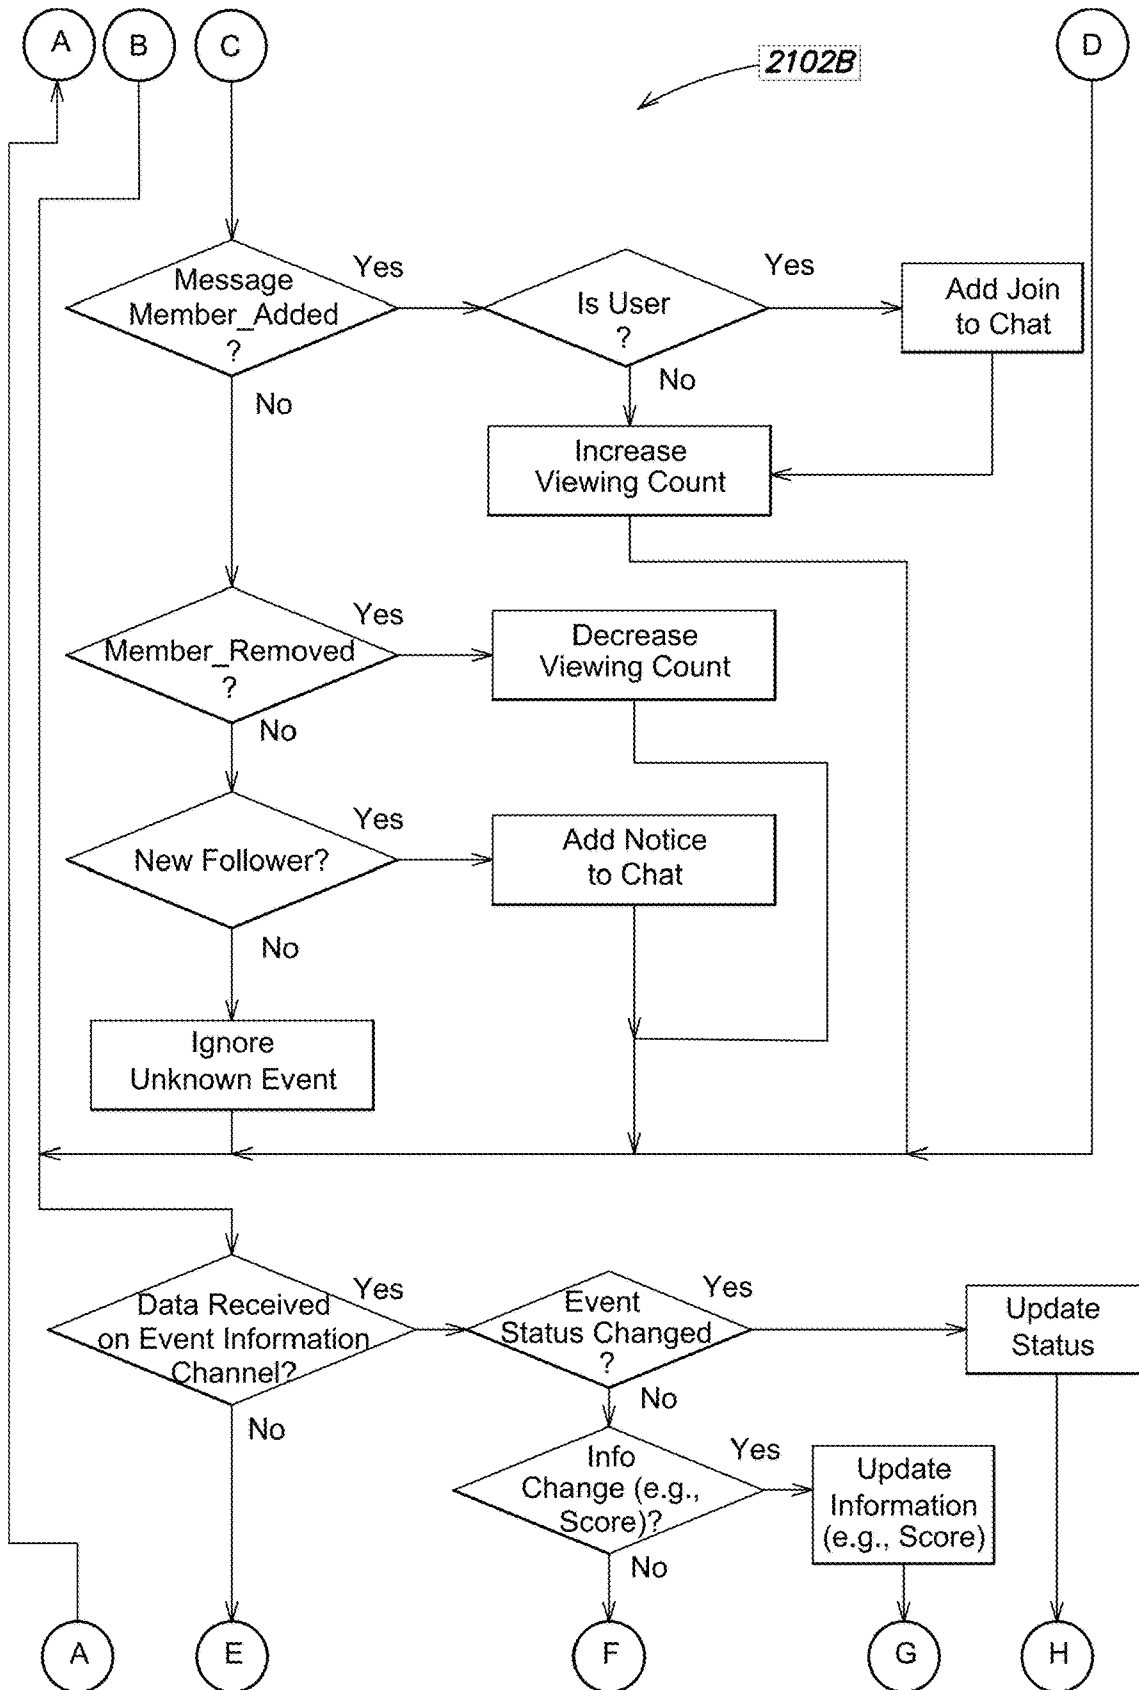 A
B
C
D
2102B
Message
Member_Added
?
Yes
No
Is User
?
Yes
No
Add Join
to Chat
Increase
Viewing Count
Member_Removed
?
Yes
No
Decrease
Viewing Count
New Follower?
Yes
No
Add Notice
to Chat
Ignore
Unknown Event
Data Received
on Event Information
Channel?
Yes
No
Event
Status Changed
?
Yes
No
Update
Status
Info
Change (e.g.,
Score)?
Yes
No
Update
Information
(e.g., Score)
A
E
F
G
H